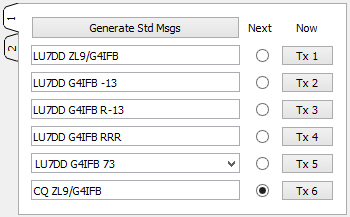 1
2
Generate Std Msgs Next Now
LU7DD ZL9/G4IFB Tx 1
LU7DD G4IFB -13 Tx 2
LU7DD G4IFB R-13 Tx 3
LU7DD G4IFB RRR Tx 4
LU7DD G4IFB 73 Tx 5
CQ ZL9/G4IFB Tx 6